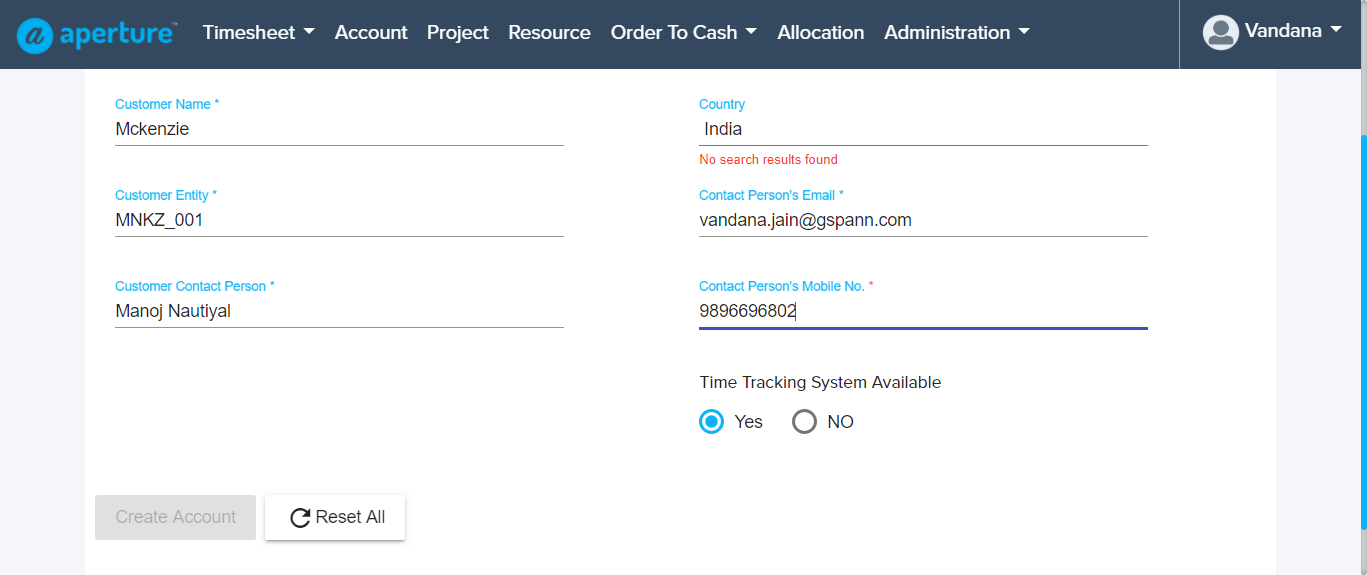 @ aperture™ Timesheet Account Project Resource Order To Cash Allocation Administration Vandana
Customer Name * Country
Mckenzie India
No search results found
Customer Entity * Contact Person's Email *
MNKZ_001 vandana.jain@gspann.com
Customer Contact Person * Contact Person's Mobile No. *
Manoj Nautiyal 9896696802
Time Tracking System Available
Yes NO
Create Account Reset All